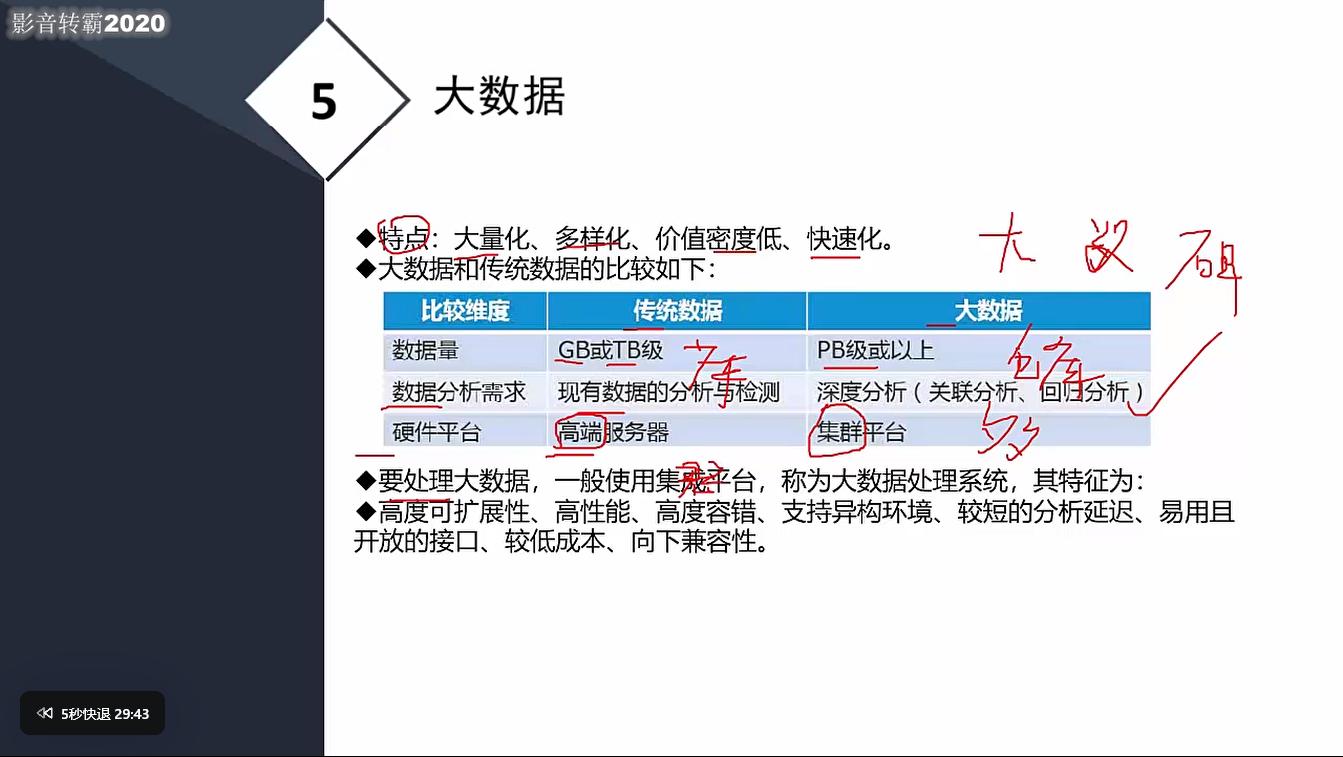 影音转霸2020
5
大数据
◆特点：大量化、多样化、价值密度低、快速化。
◆大数据和传统数据的比较如下：
比较维度 传统数据 大数据
数据量 GB或TB级 PB级或以上
数据分析需求 现有数据的分析与检测 深度分析（关联分析、回归分析）
硬件平台 高端服务器 集群平台
◆要处理大数据，一般使用集成平台，称为大数据处理系统，其特征为：
◆高度可扩展性、高性能、高度容错、支持异构环境、较短的分析延迟、易用且
开放的接口、较低成本、向下兼容性。
5秒快退 29:43